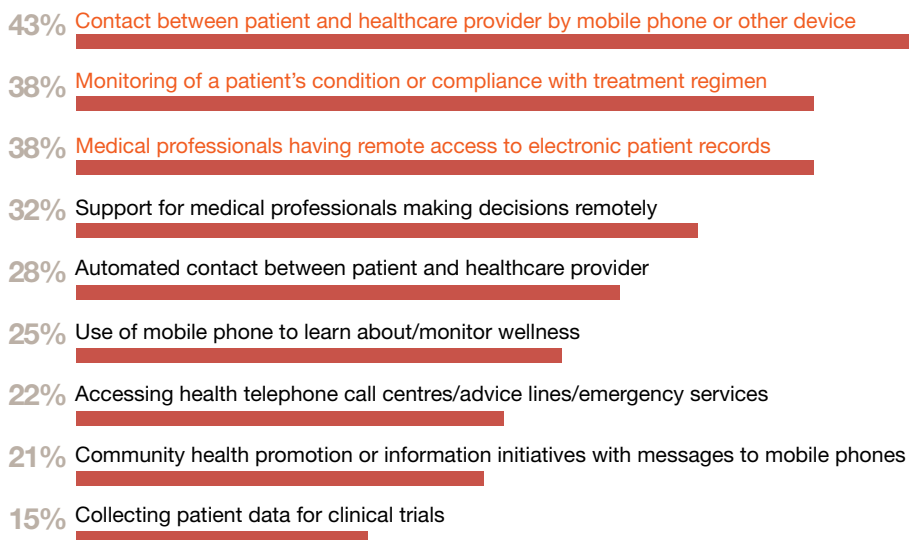 43% Contact between patient and healthcare provider by mobile phone or other device
38% Monitoring of a patient’s condition or compliance with treatment regimen
38% Medical professionals having remote access to electronic patient records
32% Support for medical professionals making decisions remotely
28% Automated contact between patient and healthcare provider
25% Use of mobile phone to learn about/monitor wellness
22% Accessing health telephone call centres/advice lines/emergency services
21% Community health promotion or information initiatives with messages to mobile phones
15% Collecting patient data for clinical trials